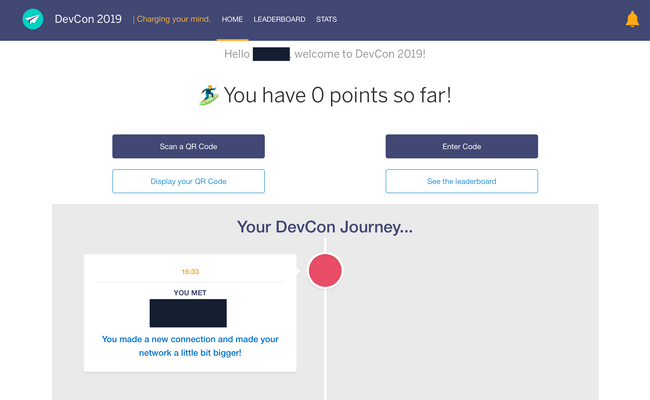 DevCon 2019 | Charging your mind. HOME LEADERBOARD STATS
Hello , welcome to DevCon 2019!
You have 0 points so far!
Scan a QR Code
Enter Code
Display your QR Code
See the leaderboard
Your DevCon Journey...
16:33
YOU MET
You made a new connection and made your
network a little bit bigger!